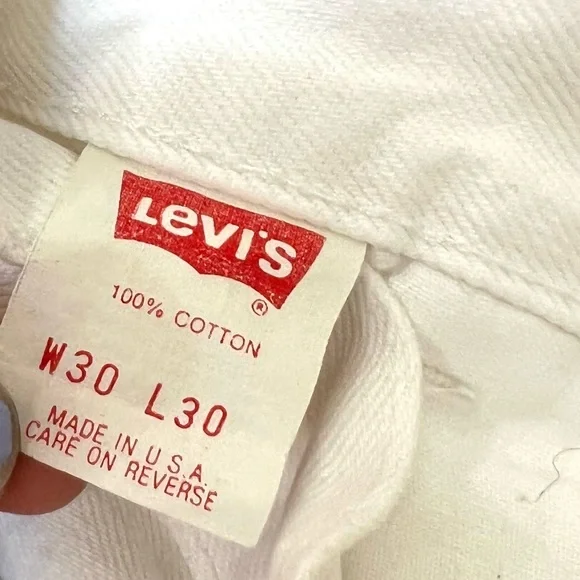 Levi's
®
100% COTTON
W30 L30
MADE IN U.S.A.
CARE ON REVERSE